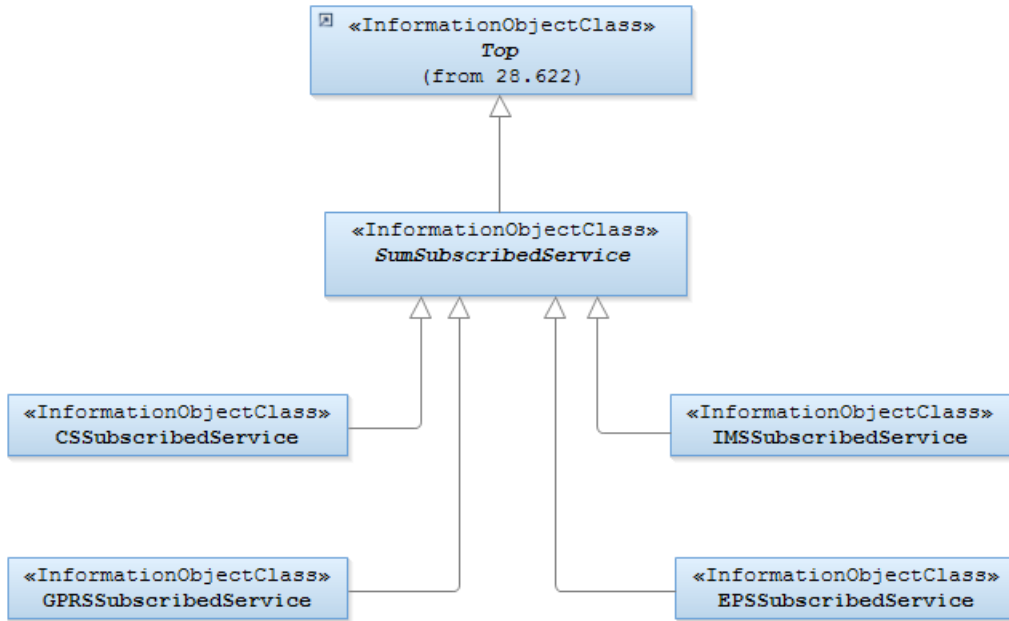 «InformationObjectClass»
Top
(from 28.622)
«InformationObjectClass»
SumSubscribedService
«InformationObjectClass»
CSSubscribedService
«InformationObjectClass»
IMSSubscribedService
«InformationObjectClass»
GPRSSubscribedService
«InformationObjectClass»
EPSSubscribedService